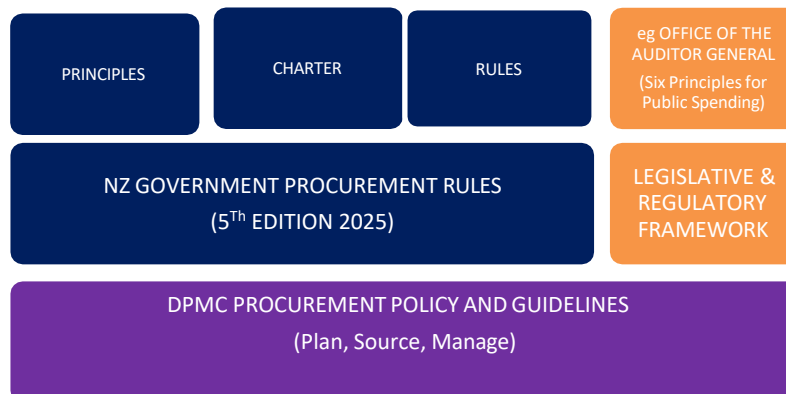 PRINCIPLES
CHARTER
RULES
eg OFFICE OF THE
AUDITOR GENERAL
(Six Principles for
Public Spending)
NZ GOVERNMENT PROCUREMENT RULES
(5Th EDITION 2025)
LEGISLATIVE &
REGULATORY
FRAMEWORK
DPMC PROCUREMENT POLICY AND GUIDELINES
(Plan, Source, Manage)